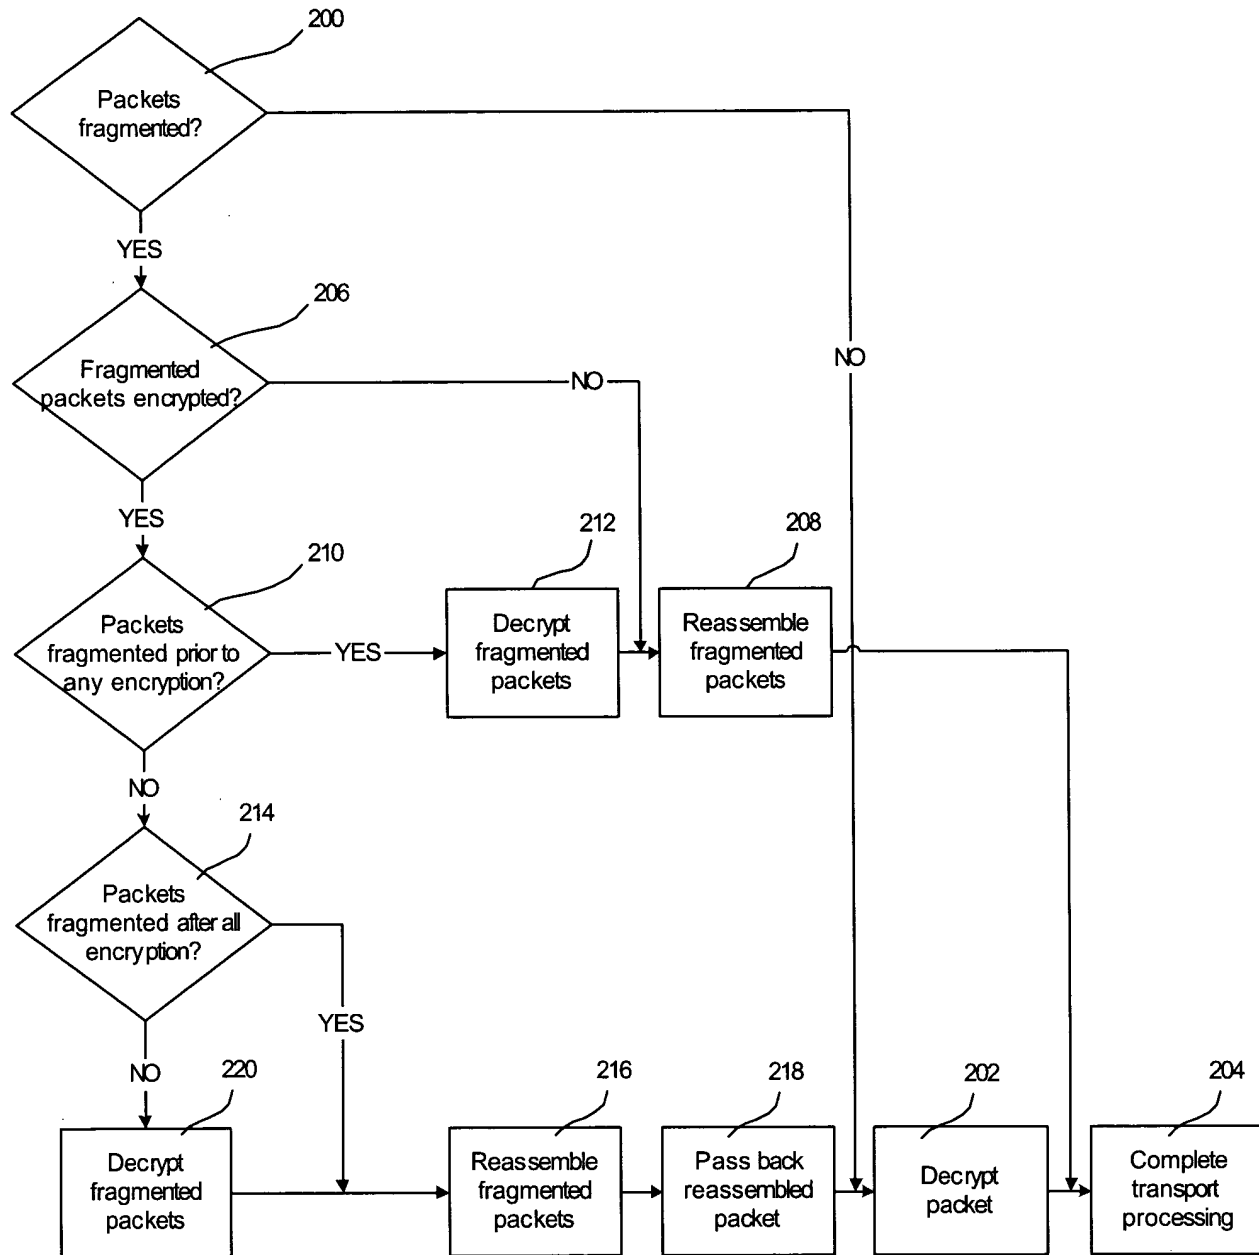 200
Packets
fragmented?
YES
206
Fragmented
packets encrypted?
NO
NO
YES
210
Packets
fragmented prior to
any encryption?
YES
212
Decrypt
fragmented
packets
208
Reassemble
fragmented
packets
NO
214
Packets
fragmented after all
encryption?
YES
NO
220
Decrypt
fragmented
packets
216
Reassemble
fragmented
packets
218
Pass back
reassembled
packet
202
Decrypt
packet
204
Complete
transport
processing